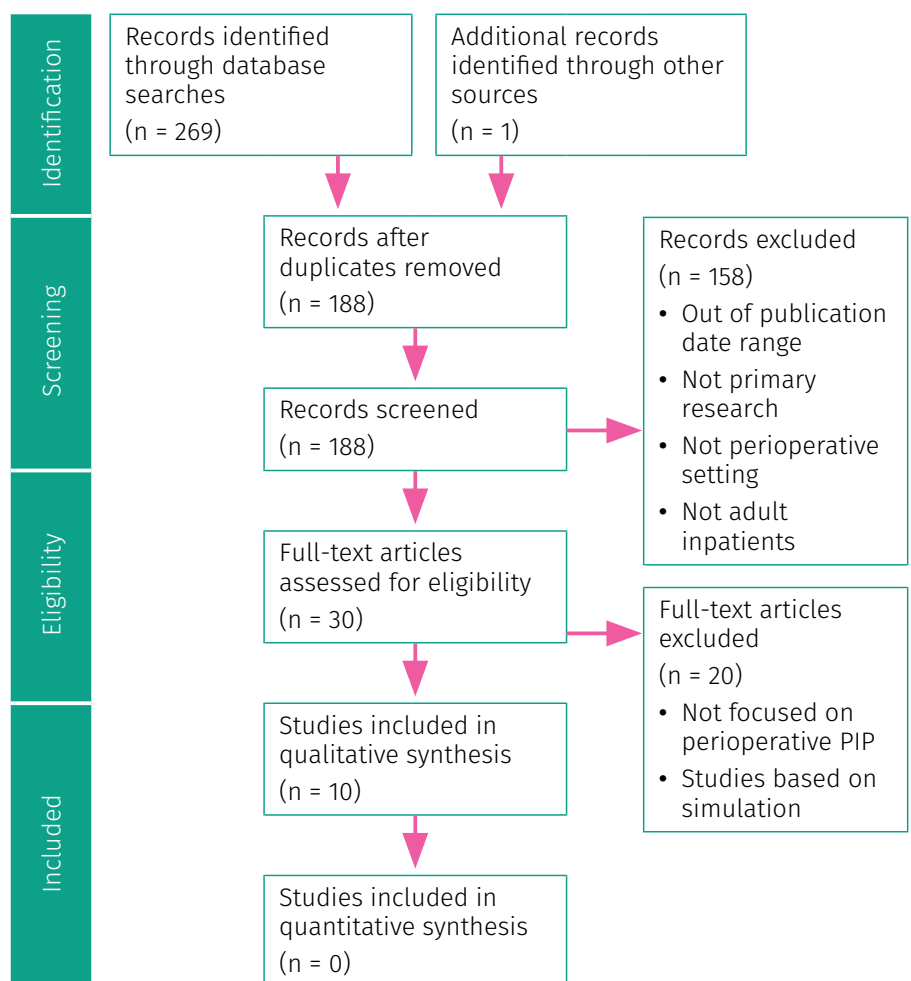 Identification
Records identified
through database
searches
(n = 269)
Additional records
identified through other
sources
(n = 1)
Screening
Records after
duplicates removed
(n = 188)
Records screened
(n = 188)
Records excluded
(n = 158)
• Out of publication
date range
• Not primary
research
• Not perioperative
setting
• Not adult
inpatients
Eligibility
Full-text articles
assessed for eligibility
(n = 30)
Full-text articles
excluded
(n = 20)
• Not focused on
perioperative PIP
• Studies based on
simulation
Included
Studies included in
qualitative synthesis
(n = 10)
Studies included in
quantitative synthesis
(n = 0)